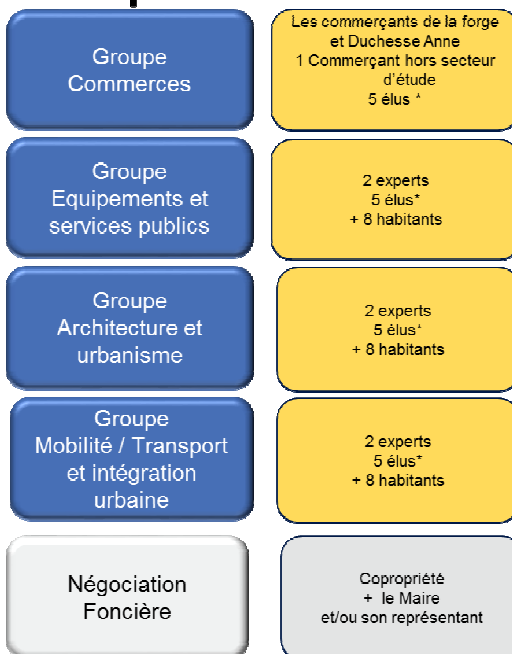 Groupe
Commerces
Les commerçants de la forge
et Duchesse Anne
1 Commerçant hors secteur
d'étude
5 élus *
Groupe
Equipements et
services publics
2 experts
5 élus*
+ 8 habitants
Groupe
Architecture et
urbanisme
2 experts
5 élus*
+ 8 habitants
Groupe
Mobilité / Transport
et intégration
urbaine
2 experts
5 élus*
+ 8 habitants
Négociation
Foncière
Copropriété
+ le Maire
et/ou son représentant